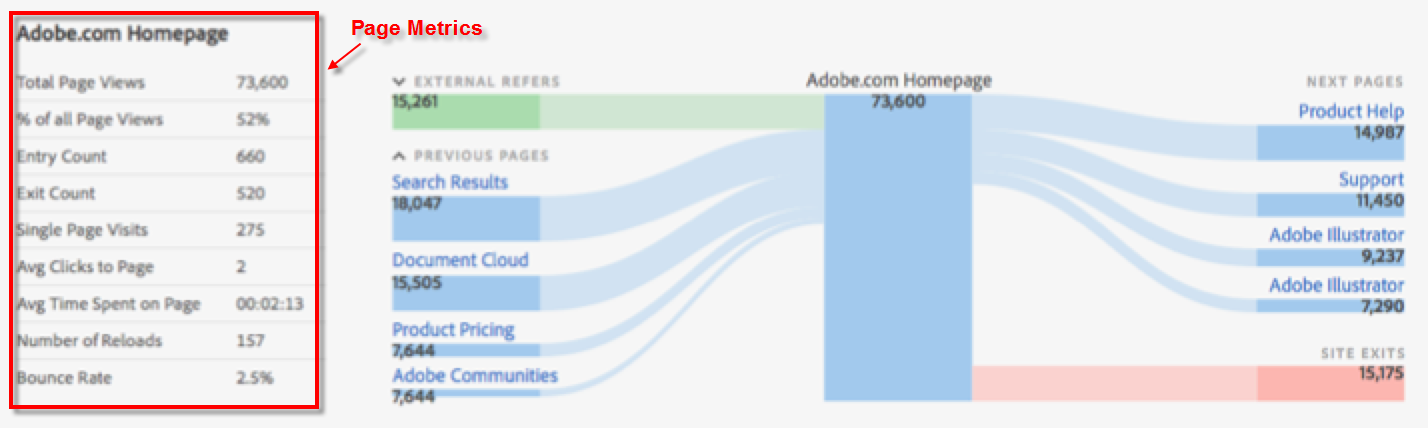 Adobe.com Homepage
Total Page Views 73,600
% of all Page Views 52%
Entry Count 660
Exit Count 520
Single Page Visits 275
Avg Clicks to Page 2
Avg Time Spent on Page 00:02:13
Number of Reloads 157
Bounce Rate 2.5%
Page Metrics
EXTERNAL REFERS
15,261
PREVIOUS PAGES
Search Results
18,047
Document Cloud
15,505
Product Pricing
7,644
Adobe Communities
7,644
Adobe.com Homepage
73,600
NEXT PAGES
Product Help
14,987
Support
11,450
Adobe Illustrator
9,237
Adobe Illustrator
7,290
SITE EXITS
15,175